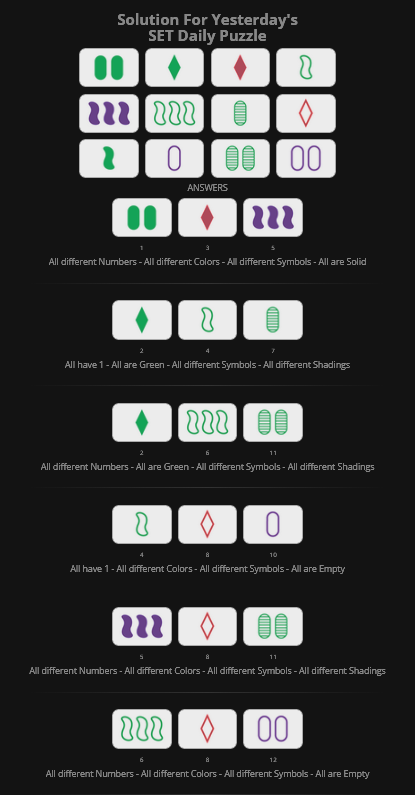 Solution For Yesterday's
SET Daily Puzzle
ANSWERS
1 3 5
All different Numbers - All different Colors - All different Symbols - All are Solid
2 4 7
All have 1 - All are Green - All different Symbols - All different Shadings
2 6 11
All different Numbers - All are Green - All different Symbols - All different Shadings
4 8 10
All have 1 - All different Colors - All different Symbols - All are Empty
5 8 11
All different Numbers - All different Colors - All different Symbols - All different Shadings
6 8 12
All different Numbers - All different Colors - All different Symbols - All are Empty